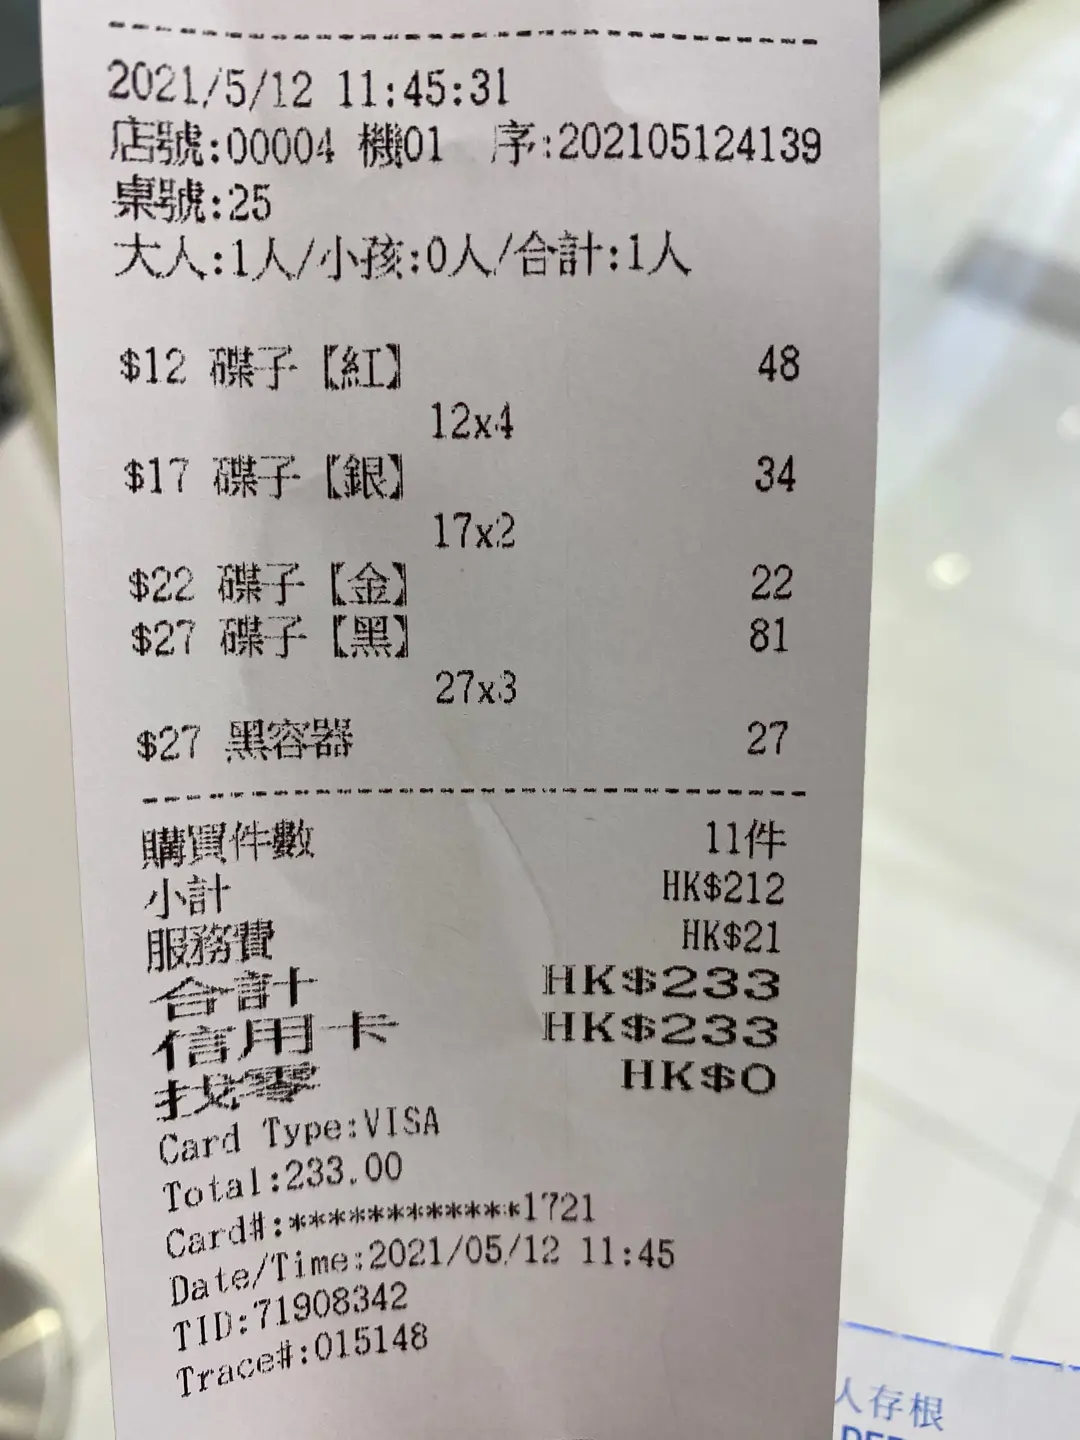 2021/5/12 11:45:31
店號:00004 機01 序:202105124139
桌號:25
大人:1人/小孩:0人/合計:1人
$12 碟子【紅】 48
12x4
$17 碟子【銀】 34
17x2
$22 碟子【金】 22
$27 碟子【黑】 81
27x3
$27 黑容器 27
購買件數 11件
小計 HK$212
服務費 HK$21
合計 HK$233
信用卡 HK$233
找零 HK$0
Card Type:VISA
Total:233.00
Card#:************1721
Date/Time:2021/05/12 11:45
TID:71908342
Trace#:015148
人存根